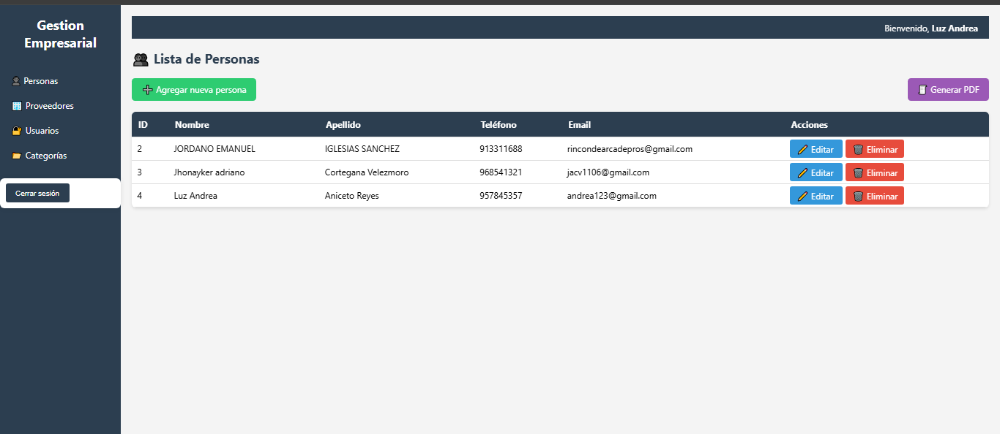 Gestion
Empresarial
Personas
Proveedores
Usuarios
Categorías
Cerrar sesión
Bienvenido, Luz Andrea
Lista de Personas
Agregar nueva persona
Generar PDF
ID Nombre Apellido Teléfono Email Acciones
2 JORDANO EMANUEL IGLESIAS SANCHEZ 913311688 rincondearcadepros@gmail.com Editar Eliminar
3 Jhonayker adriano Cortegana Velezmoro 968541321 jacv1106@gmail.com Editar Eliminar
4 Luz Andrea Aniceto Reyes 957845357 andrea123@gmail.com Editar Eliminar